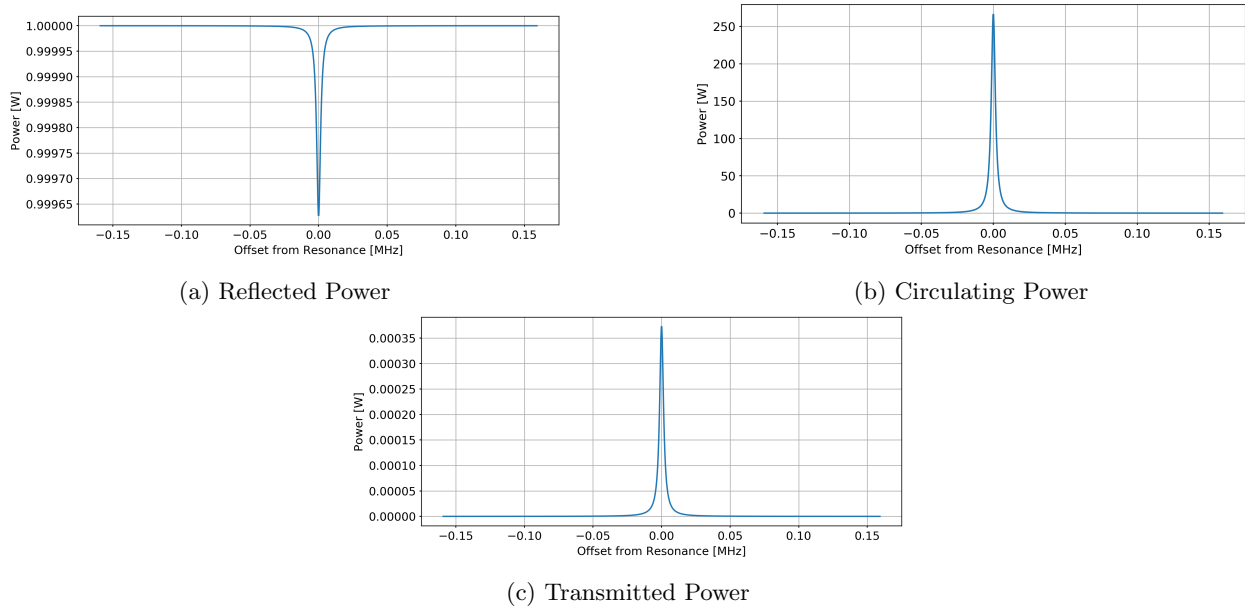 1.00000
0.99995
0.99990
0.99985
0.99980
0.99975
0.99970
0.99965
Power [W]
−0.15 −0.10 −0.05 0.00 0.05 0.10 0.15
Offset from Resonance [MHz]
(a) Reflected Power
250
200
150
100
50
0
Power [W]
−0.15 −0.10 −0.05 0.00 0.05 0.10 0.15
Offset from Resonance [MHz]
(b) Circulating Power
0.00035
0.00030
0.00025
0.00020
0.00015
0.00010
0.00005
0.00000
Power [W]
−0.15 −0.10 −0.05 0.00 0.05 0.10 0.15
Offset from Resonance [MHz]
(c) Transmitted Power